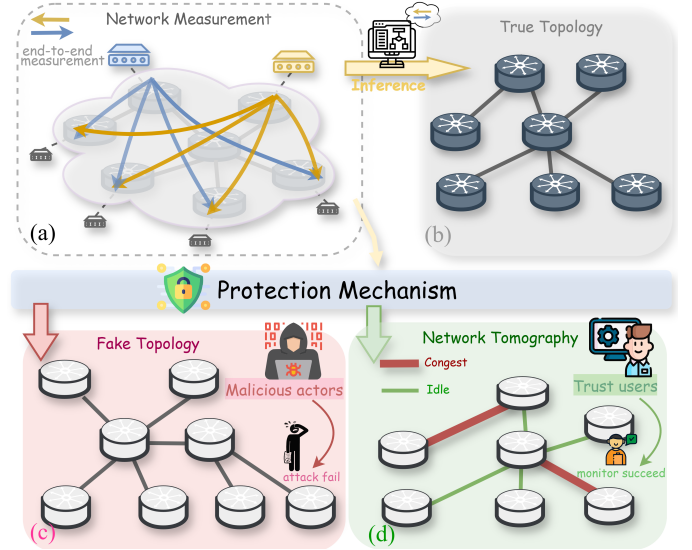 Network Measurement
end-to-end
measurement
Inference
True Topology
(a)
(b)
Protection Mechanism
Fake Topology
Malicious actors
attack fail
(c)
Network Tomography
Congest
Idle
Trust users
monitor succeed
(d)